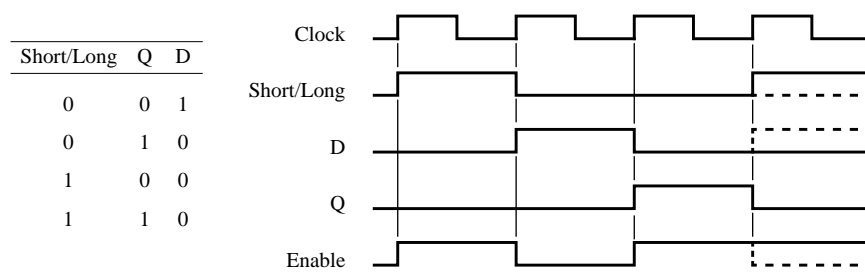 Short/Long Q D
0 0 1
0 1 0
1 0 0
1 1 0
Clock
Short/Long
D
Q
Enable